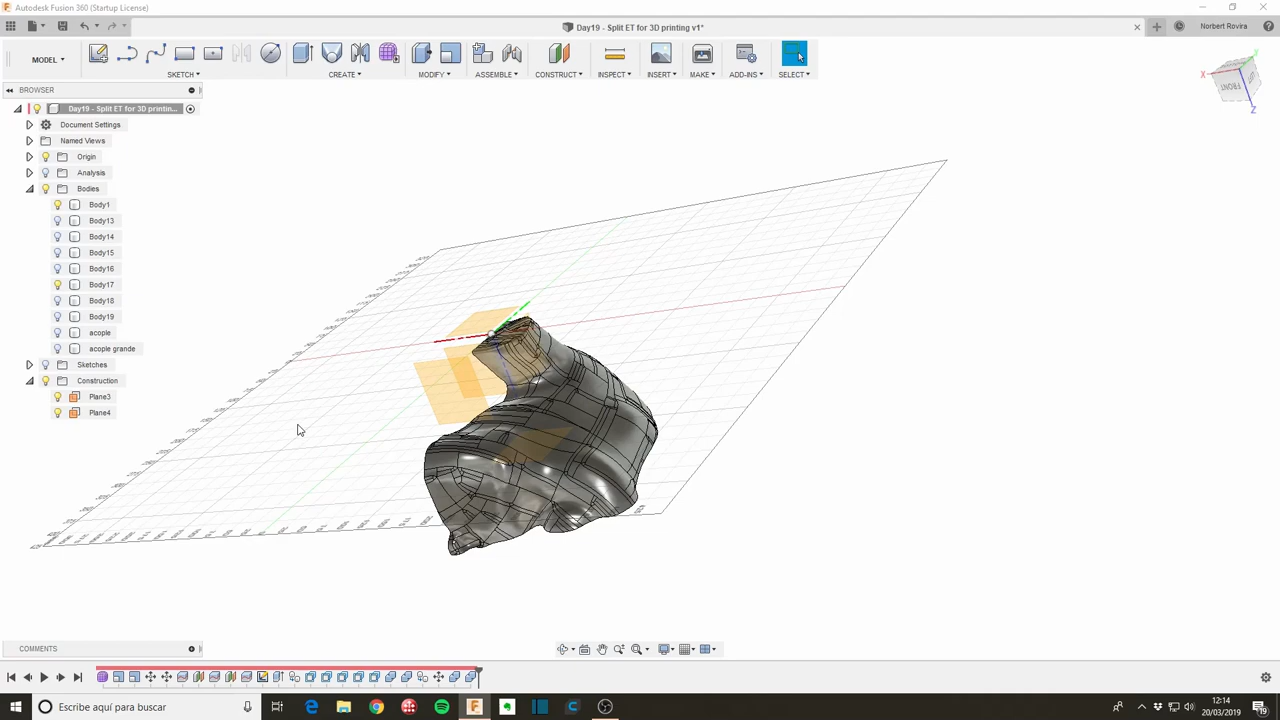 Autodesk Fusion 360 (Startup License)
Day19 - Split ET for 3D printing v1*
Norbert Rovira
MODEL
SKETCH
CREATE
MODIFY
ASSEMBLE
CONSTRUCT
INSPECT
INSERT
MAKE
ADD-INS
SELECT
BROWSER
X
Y
FRONT
Z
Day19 - Split ET for 3D printin...
Document Settings
Named Views
Origin
Analysis
Bodies
Body1
Body13
Body14
Body15
Body16
Body17
Body18
Body19
acople
acople grande
Sketches
Construction
Plane3
Plane4
COMMENTS
Escribe aquí para buscar
12:14
20/03/2019
19